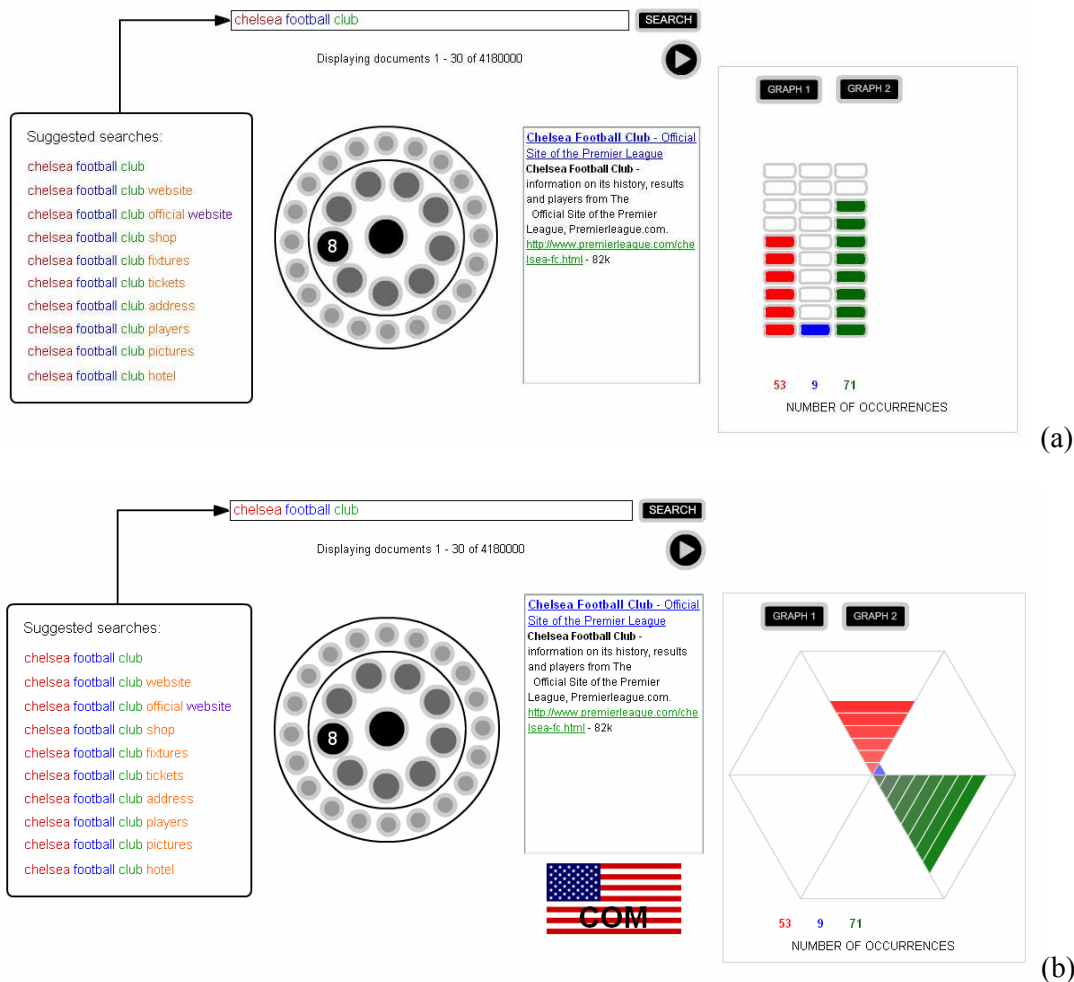 chelsea football club
SEARCH
Displaying documents 1 - 30 of 4180000
GRAPH 1
GRAPH 2
Suggested searches:
chelsea football club
chelsea football club website
chelsea football club official website
chelsea football club shop
chelsea football club fixtures
chelsea football club tickets
chelsea football club address
chelsea football club players
chelsea football club pictures
chelsea football club hotel
8
Chelsea Football Club - Official
Site of the Premier League
Chelsea Football Club -
information on its history, results
and players from The
Official Site of the Premier
League, Premierleague.com.
http://www.premierleague.com/che
lsea-fc.html - 82k
53 9 71
NUMBER OF OCCURRENCES
(a)
chelsea football club
SEARCH
Displaying documents 1 - 30 of 4180000
GRAPH 1
GRAPH 2
Suggested searches:
chelsea football club
chelsea football club website
chelsea football club official website
chelsea football club shop
chelsea football club fixtures
chelsea football club tickets
chelsea football club address
chelsea football club players
chelsea football club pictures
chelsea football club hotel
8
Chelsea Football Club - Official
Site of the Premier League
Chelsea Football Club -
information on its history, results
and players from The
Official Site of the Premier
League, Premierleague.com.
http://www.premierleague.com/che
lsea-fc.html - 82k
COM
53 9 71
NUMBER OF OCCURRENCES
(b)